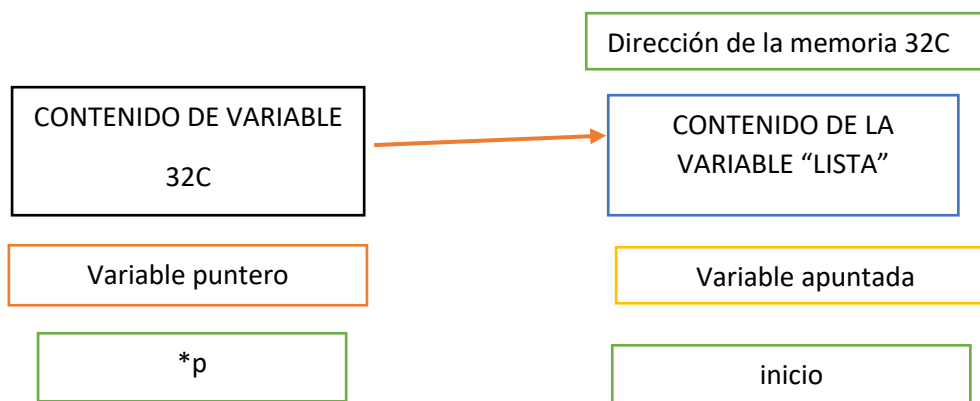 Dirección de la memoria 32C
CONTENIDO DE VARIABLE
32C
CONTENIDO DE LA
VARIABLE “LISTA”
Variable puntero
Variable apuntada
*p
inicio